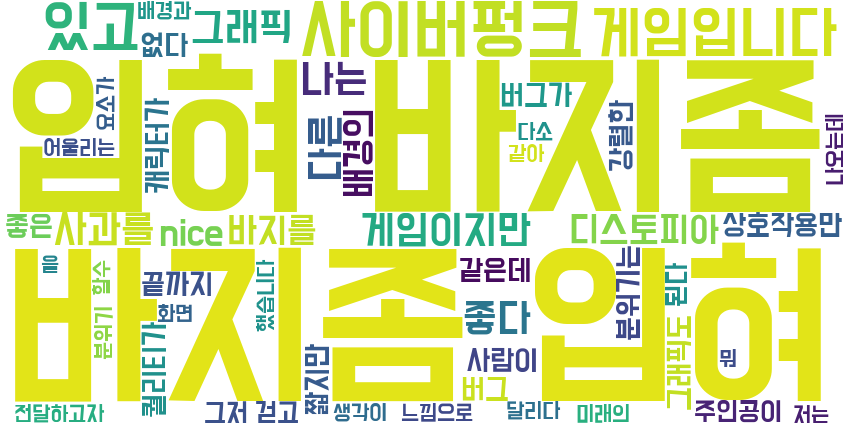 있고
배경과
없다
그래픽
사이버펑크
게임입니다
입혀 바지좀
나는
요소가
어울리는
캐릭터가
다른
배경의
버그가
다소
같아
강렬한
나오는데
좋은
사과를
nice
바지를
게임이지만
디스토피아
상호작용만
바지좀 입혀
음
분위기
할수
끝까지
화면
했습니다
퀄리티가
같은데
좋다
분위기는
된다
그래픽도
뭐
짧지만
사람이
버그
전달하고자
그저 걷고
생각이
느낌으로
달리다
미래의
주인공이
저는